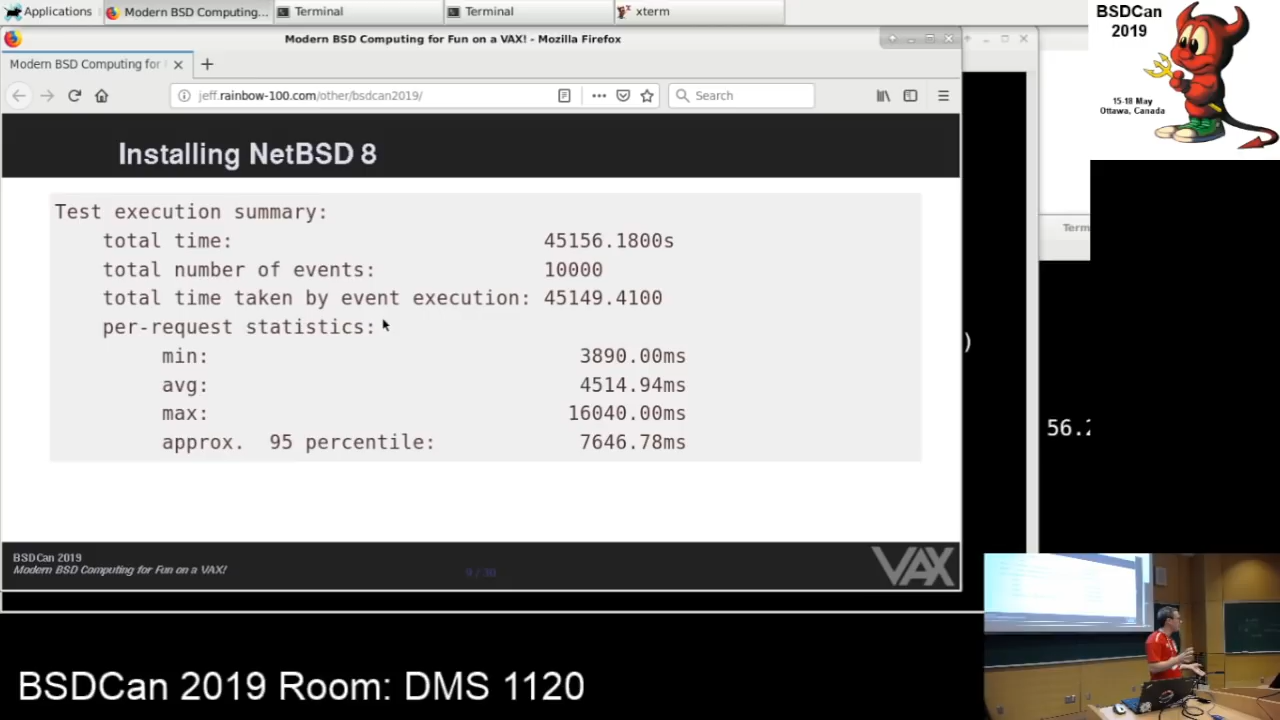 Applications
Modern BSD Computing...
Terminal
Terminal
xterm
BSDCan
2019
15-18 May
Ottawa, Canada
Modern BSD Computing for Fun on a VAX! - Mozilla Firefox
Modern BSD Computing for
jeff.rainbow-100.com/other/bsdcan2019/
Search
Installing NetBSD 8
Test execution summary:
total time: 45156.1800s
total number of events: 10000
total time taken by event execution: 45149.4100
per-request statistics:
min: 3890.00ms
avg: 4514.94ms
max: 16040.00ms
approx. 95 percentile: 7646.78ms
Term
)
56.2
BSDCan 2019
Modern BSD Computing for Fun on a VAX!
9 / 30
VAX
BSDCan 2019 Room: DMS 1120